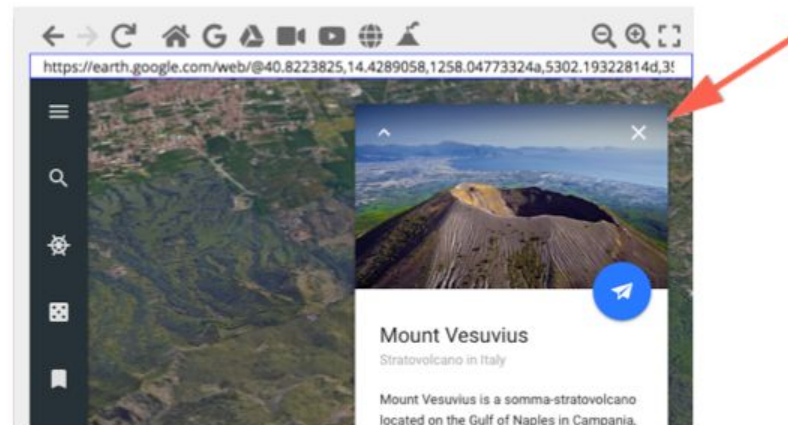 https://earth.google.com/web/@40.8223825,14.4289058,1258.04773324a,5302.19322814d,35
Mount Vesuvius
Stratovolcano in Italy
Mount Vesuvius is a somma-stratovolcano
located on the Gulf of Naples in Campania,